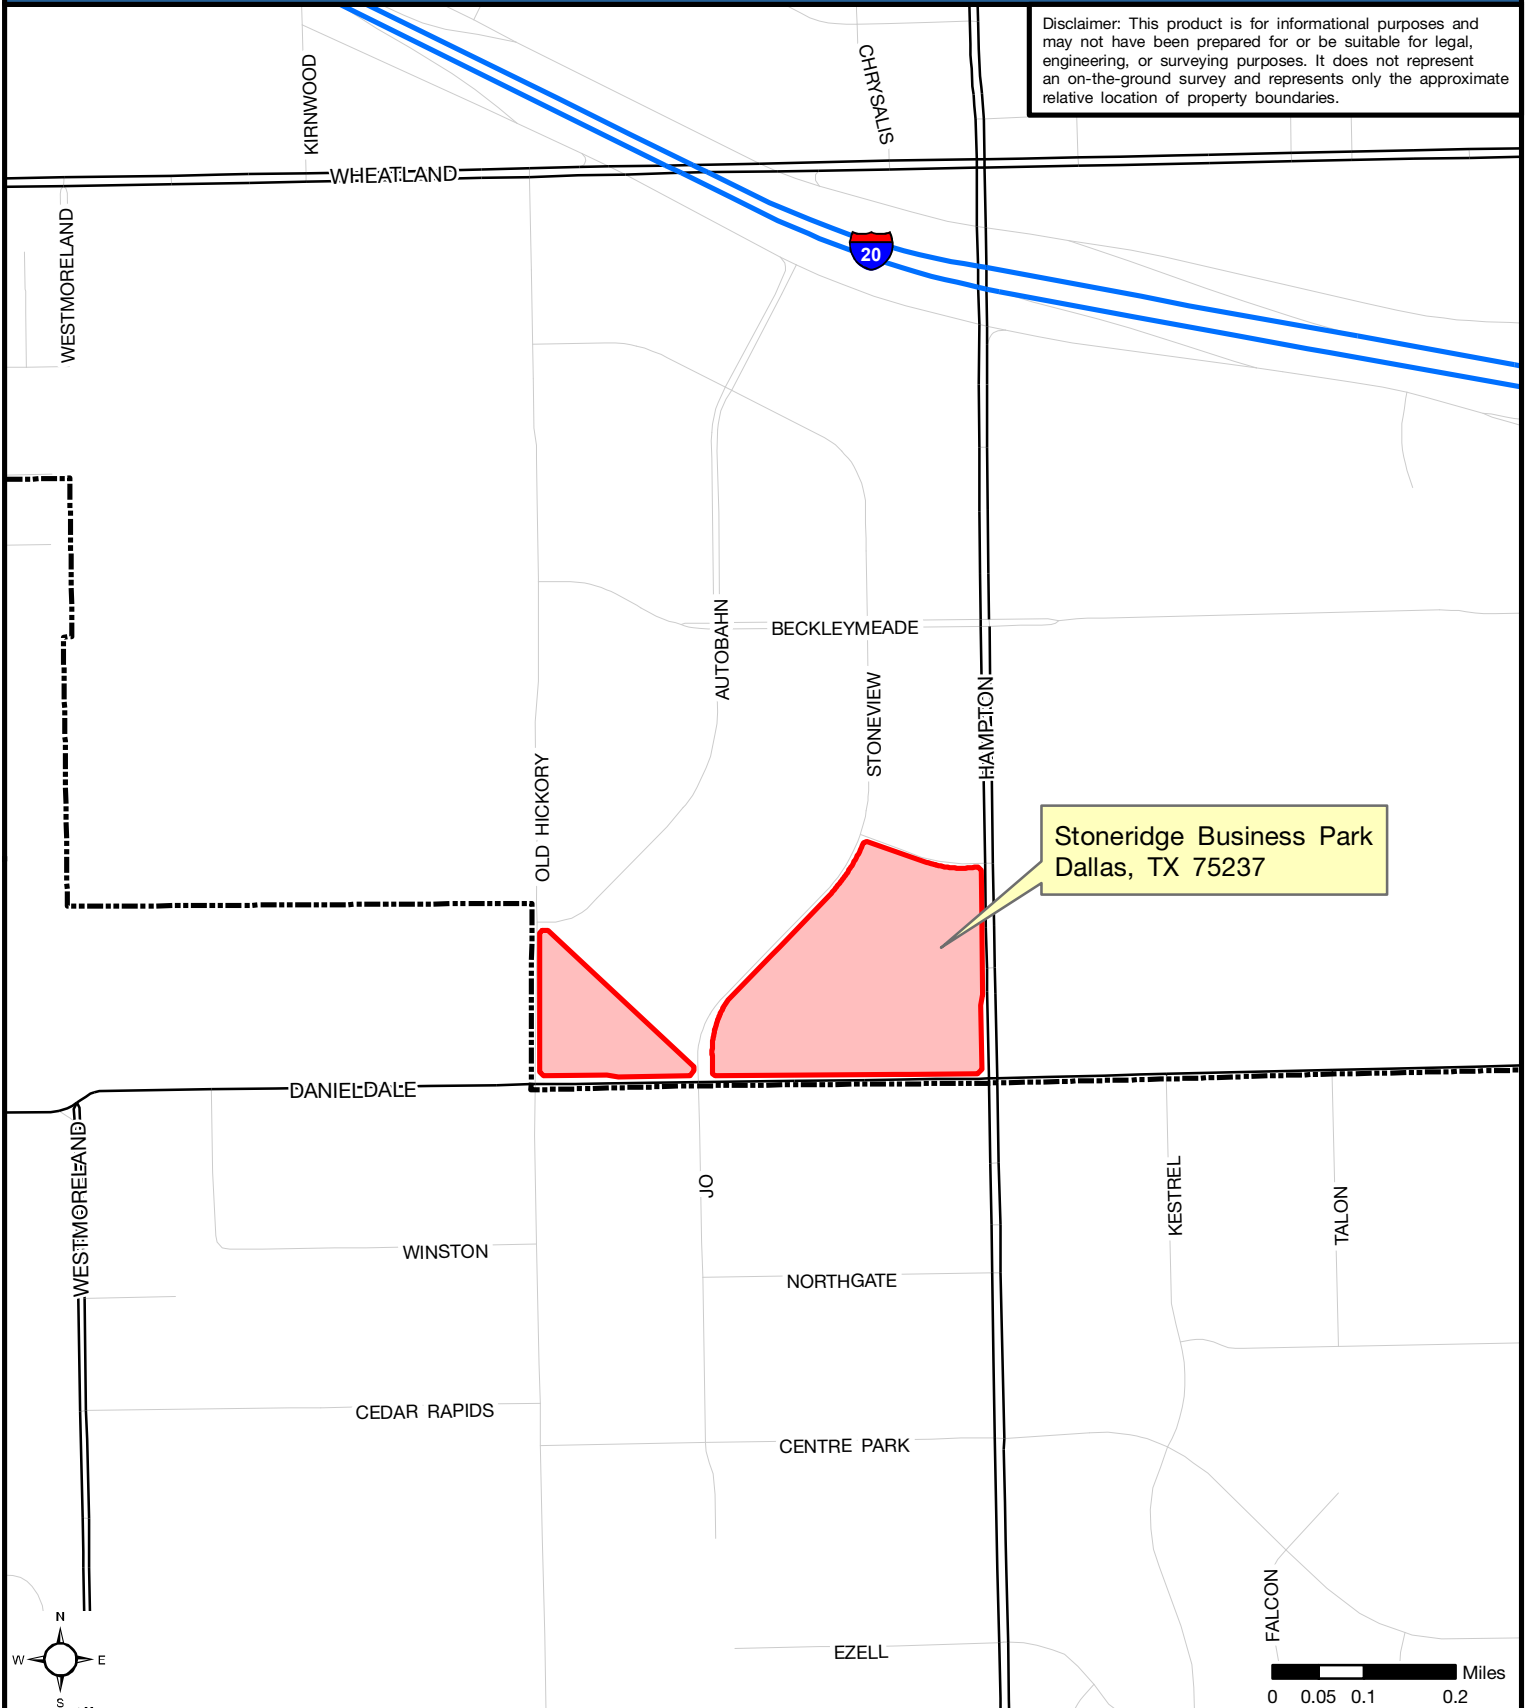 Disclaimer: This product is for informational purposes and
may not have been prepared for or be suitable for legal,
engineering, or surveying purposes. It does not represent
an on-the-ground survey and represents only the approximate
relative location of property boundaries.
KIRNWOOD
CHRYSALIS
WHEATLAND
WESTMORELAND
20
AUTOBAHN
BECKLEYMEADE
STONEVIEW
HAMPTON
OLD HICKORY
Stoneridge Business Park
Dallas, TX 75237
DANIELDALE
WESTMORELAND
JO
KESTREL
TALON
WINSTON
NORTHGATE
CEDAR RAPIDS
CENTRE PARK
FALCON
EZELL
N
W E
S
Miles
0 0.05 0.1 0.2